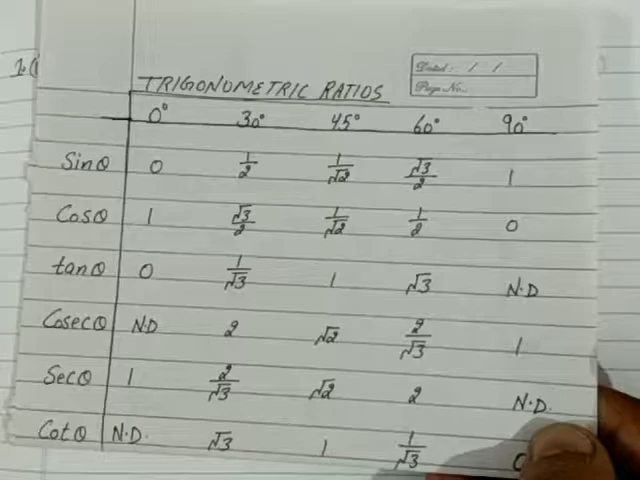 1.(
Dated: / /
Page No.
TRIGONOMETRIC RATIOS
0° 30° 45° 60° 90°
Sinθ 0 1/2 1/√2 √3/2 1
Cosθ 1 √3/2 1/√2 1/2 0
tanθ 0 1/√3 1 √3 N.D
Cosecθ N.D 2 √2 2/√3 1
Secθ 1 2/√3 √2 2 N.D.
Cotθ N.D. √3 1 1/√3